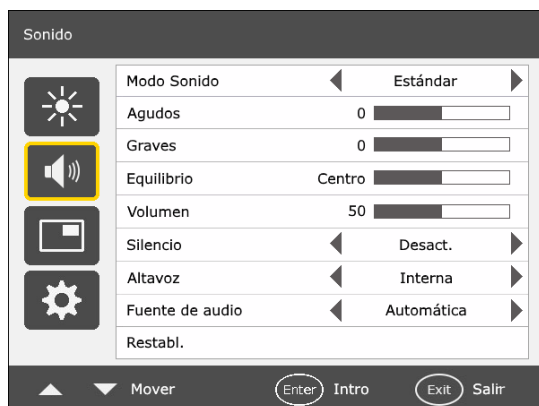 Sonido
Modo Sonido Estándar
Agudos 0
Graves 0
Equilibrio Centro
Volumen 50
Silencio Desact.
Altavoz Interna
Fuente de audio Automática
Restabl.
Mover Enter Intro Exit Salir